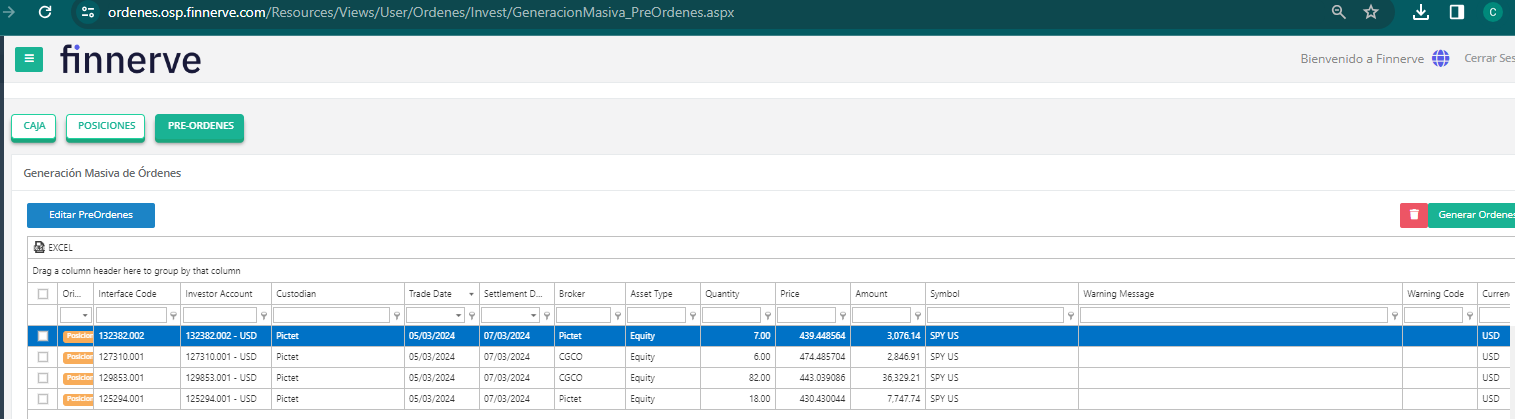 ordenes.osp.finnerve.com/Resources/Views/User/Ordenes/Invest/GeneracionMasiva_PreOrdenes.aspx
C
finnerve
Bienvenido a Finnerve Cerrar Ses
CAJA POSICIONES PRE-ORDENES
Generación Masiva de Órdenes
Editar PreOrdenes Generar Ordenes
EXCEL
Drag a column header here to group by that column
Ori... Interface Code Investor Account Custodian Trade Date Settlement D... Broker Asset Type Quantity Price Amount Symbol Warning Message Warning Code Currenc
Posicion 132382.002 132382.002 - USD Pictet 05/03/2024 07/03/2024 Pictet Equity 7.00 439.448564 3,076.14 SPY US USD
Posicion 127310.001 127310.001 - USD Pictet 05/03/2024 07/03/2024 CGCO Equity 6.00 474.485704 2,846.91 SPY US USD
Posicion 129853.001 129853.001 - USD Pictet 05/03/2024 07/03/2024 CGCO Equity 82.00 443.039086 36,329.21 SPY US USD
Posicion 125294.001 125294.001 - USD Pictet 05/03/2024 07/03/2024 Pictet Equity 18.00 430.430044 7,747.74 SPY US USD